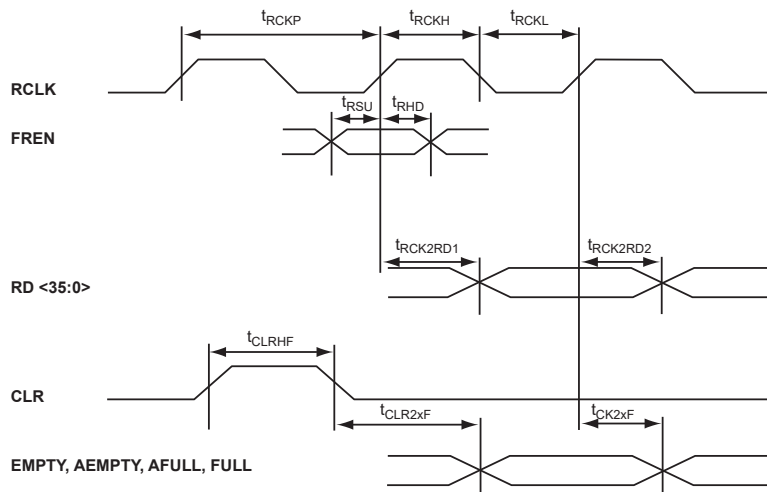 tRCKP tRCKH tRCKL
RCLK
tRSU tRHD
FREN
tRCK2RD1 tRCK2RD2
RD <35:0>
tCLRHF
CLR
tCLR2xF tCK2xF
EMPTY, AEMPTY, AFULL, FULL